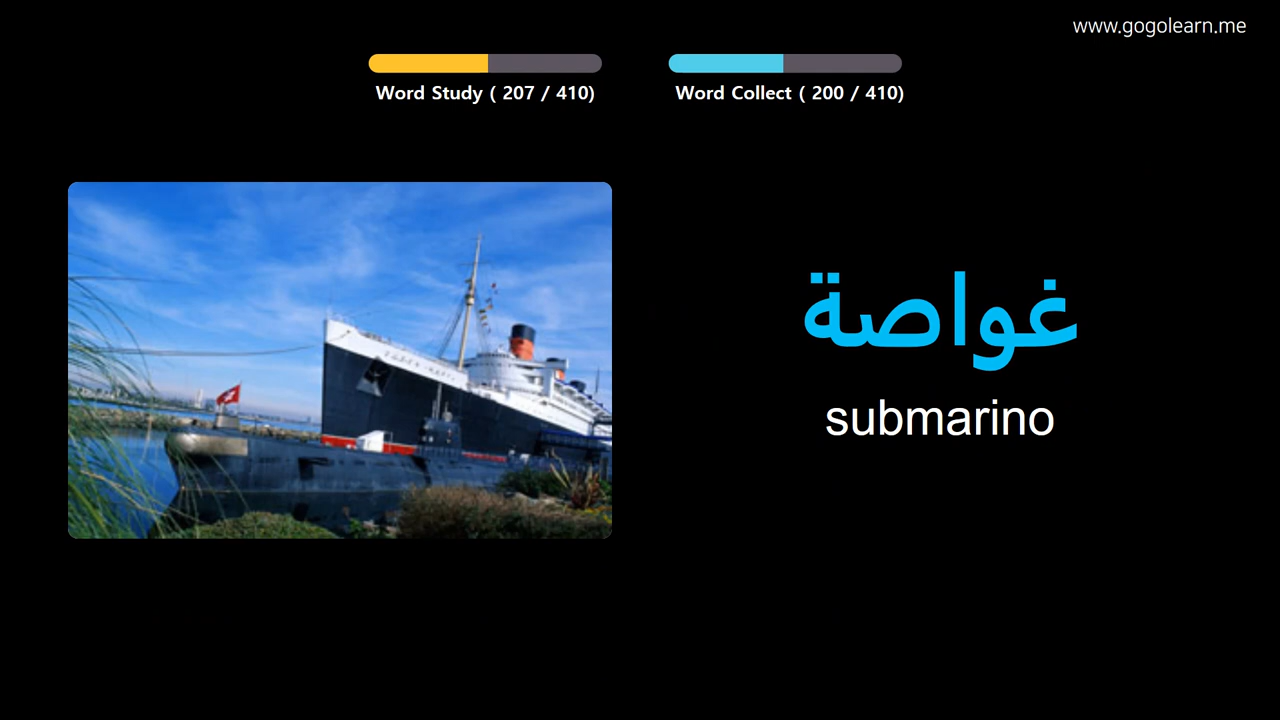 www.gogolearn.me
Word Study ( 207 / 410)
Word Collect ( 200 / 410)
غواصة
submarino